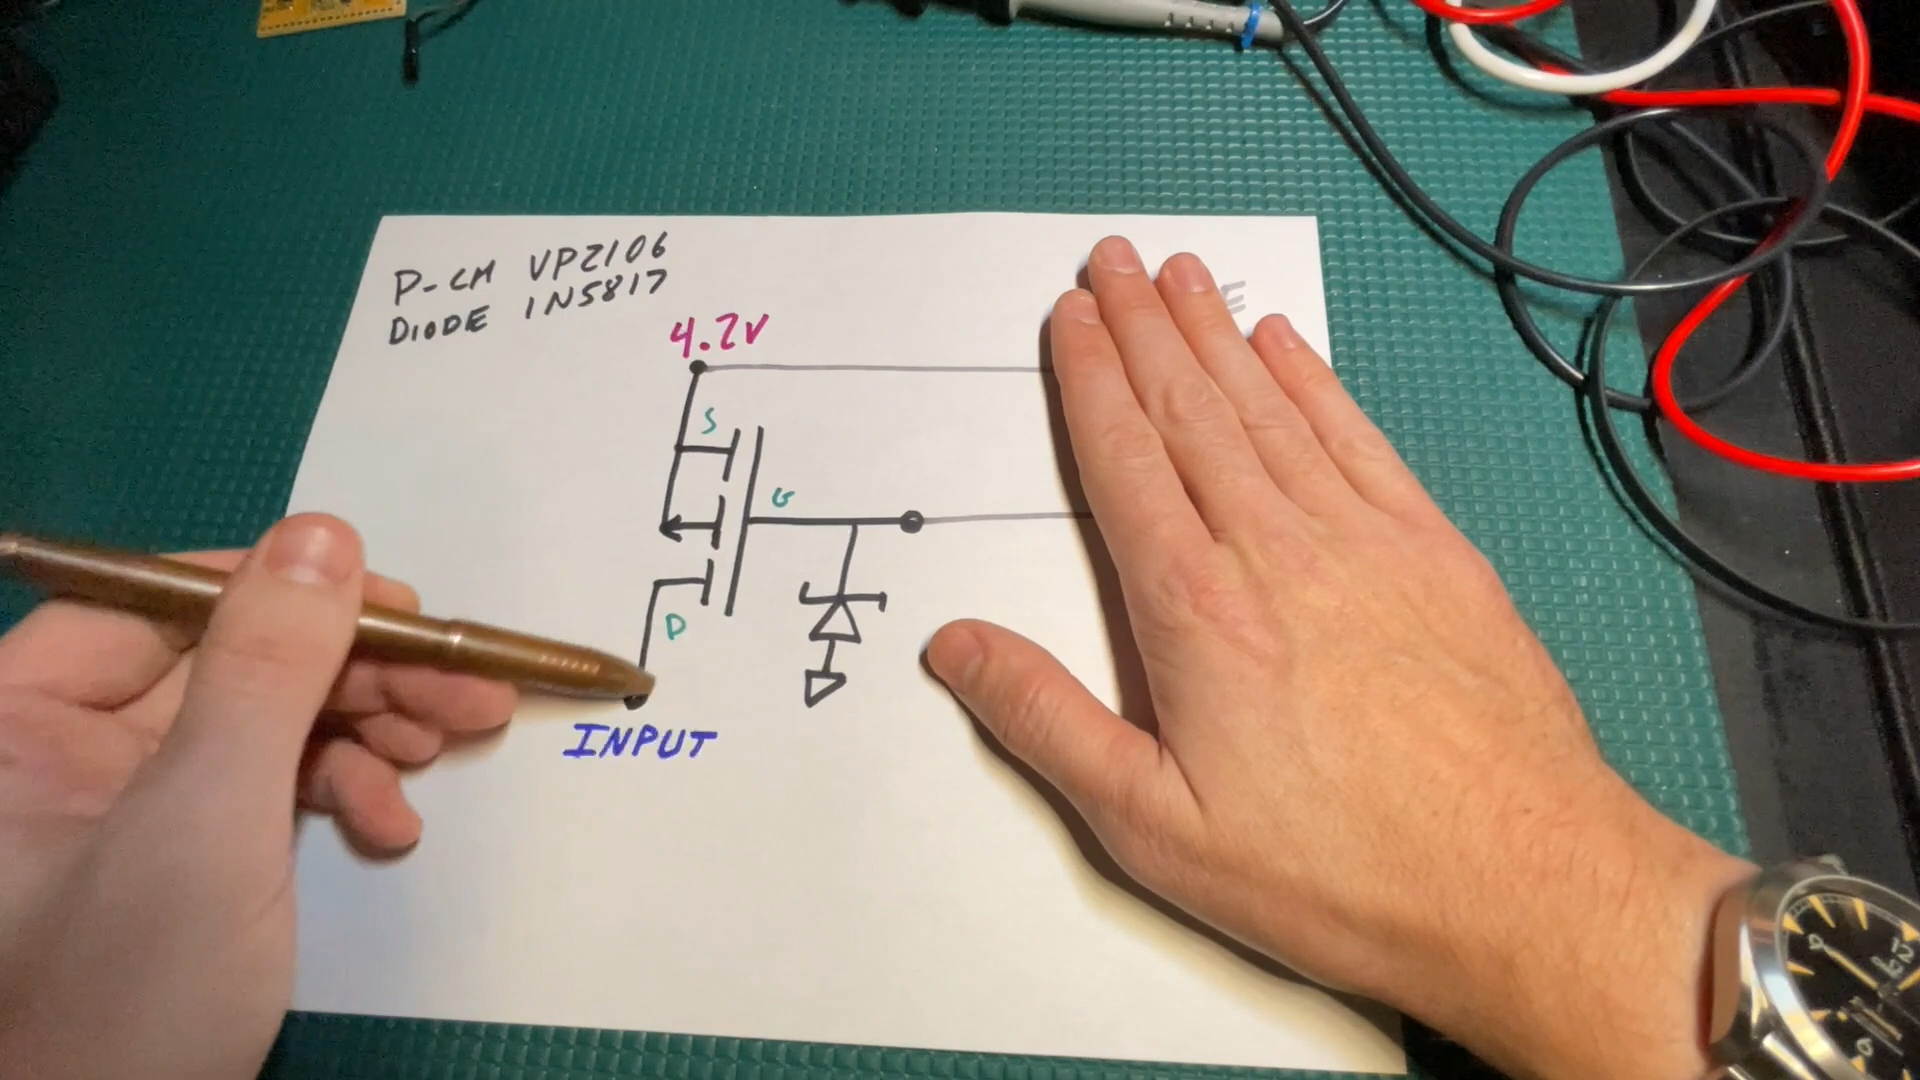 P-CH VP2106
DIODE 1N5817
4.2V
S
G
D
INPUT